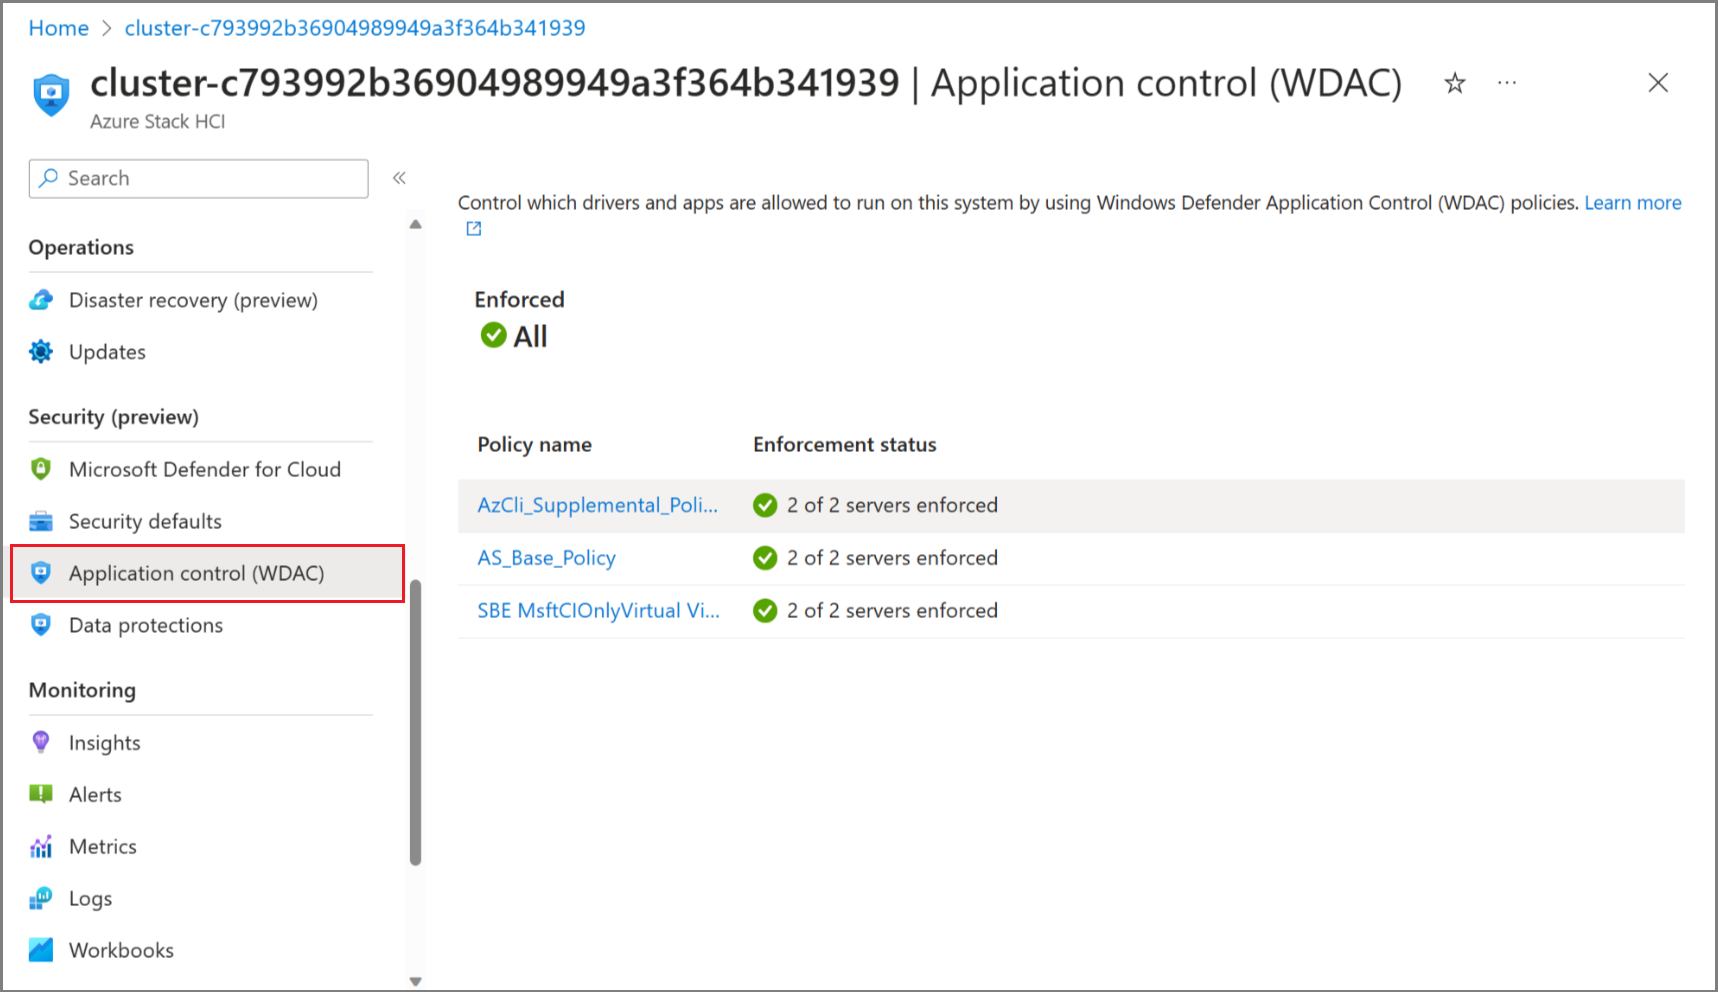 Home > cluster-c793992b36904989949a3f364b341939
cluster-c793992b36904989949a3f364b341939 | Application control (WDAC)
Azure Stack HCI
Search
Operations
Disaster recovery (preview)
Updates
Security (preview)
Microsoft Defender for Cloud
Security defaults
Application control (WDAC)
Data protections
Monitoring
Insights
Alerts
Metrics
Logs
Workbooks
Control which drivers and apps are allowed to run on this system by using Windows Defender Application Control (WDAC) policies. Learn more
Enforced
All
Policy name Enforcement status
AzCli_Supplemental_Poli... 2 of 2 servers enforced
AS_Base_Policy 2 of 2 servers enforced
SBE MsftCIOnlyVirtual Vi... 2 of 2 servers enforced